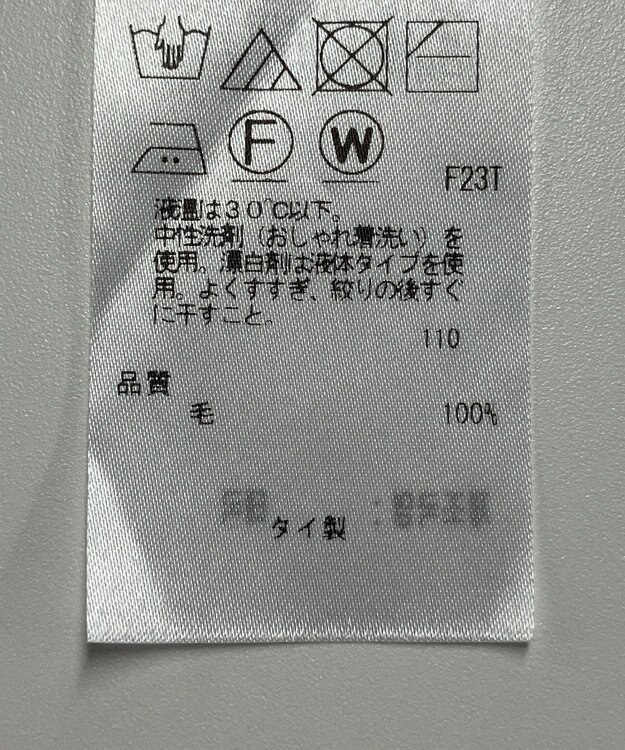 F
W
F23T
液温は30℃以下。
中性洗剤（おしゃれ着洗い）を
使用。漂白剤は液体タイプを使
用。よくすすぎ、絞りの後すぐ
に干すこと。
110
品質
毛 100%
タイ製